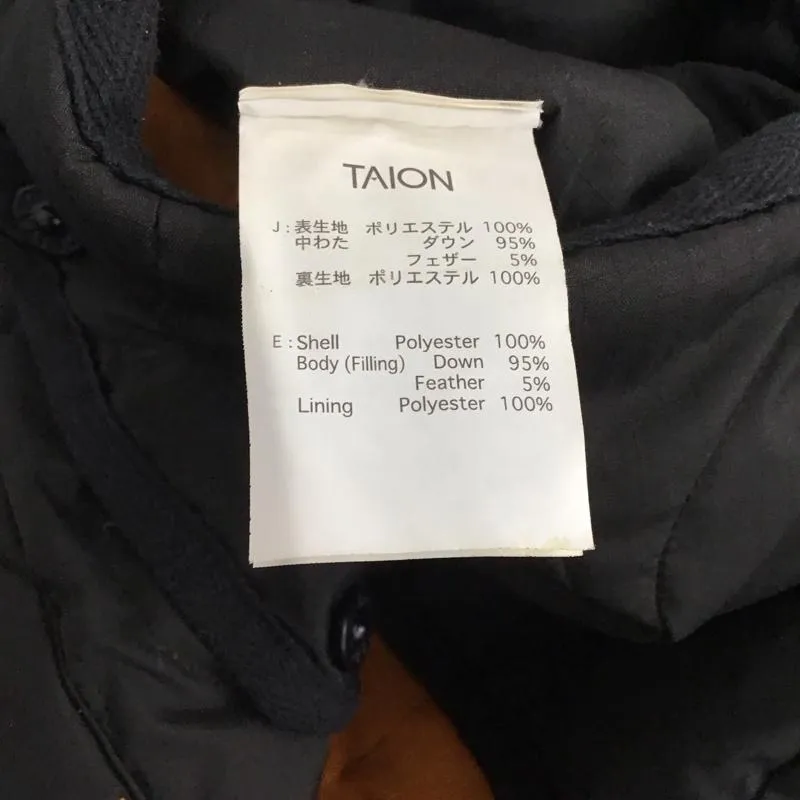 TAION
J:表生地 ポリエステル 100%
中わた ダウン 95%
フェザー 5%
裏生地 ポリエステル 100%
E:Shell Polyester 100%
Body (Filling) Down 95%
Feather 5%
Lining Polyester 100%